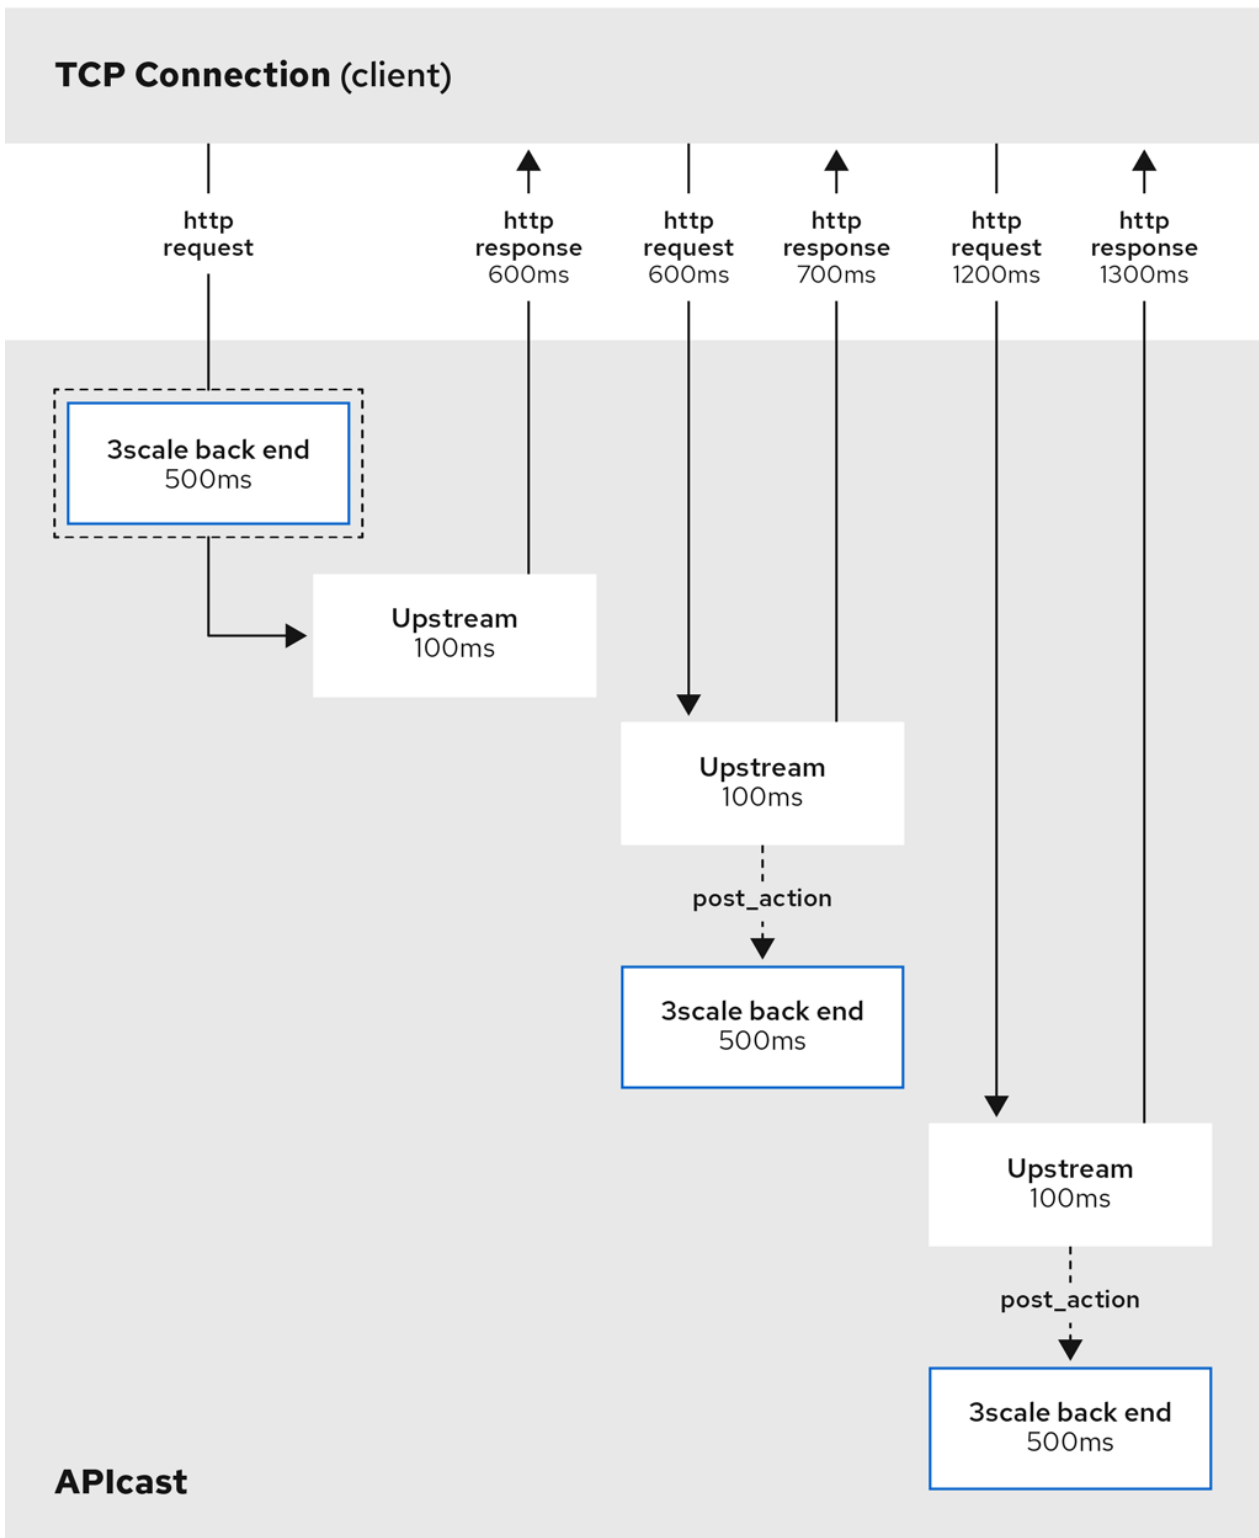 TCP Connection (client)
http
request
http
response
600ms
http
request
600ms
http
response
700ms
http
request
1200ms
http
response
1300ms
3scale back end
500ms
Upstream
100ms
Upstream
100ms
post_action
3scale back end
500ms
Upstream
100ms
post_action
3scale back end
500ms
APIcast